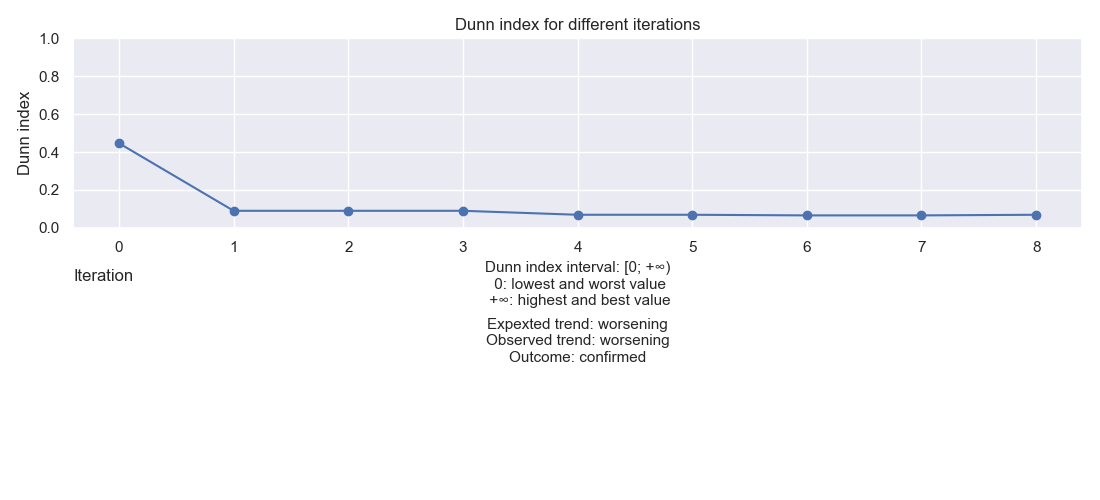 Dunn index for different iterations
1.0
0.8
0.6
0.4
0.2
0.0
Dunn index
0 1 2 3 4 5 6 7 8
Iteration
Dunn index interval: [0; +∞)
0: lowest and worst value
+∞: highest and best value
Expexted trend: worsening
Observed trend: worsening
Outcome: confirmed